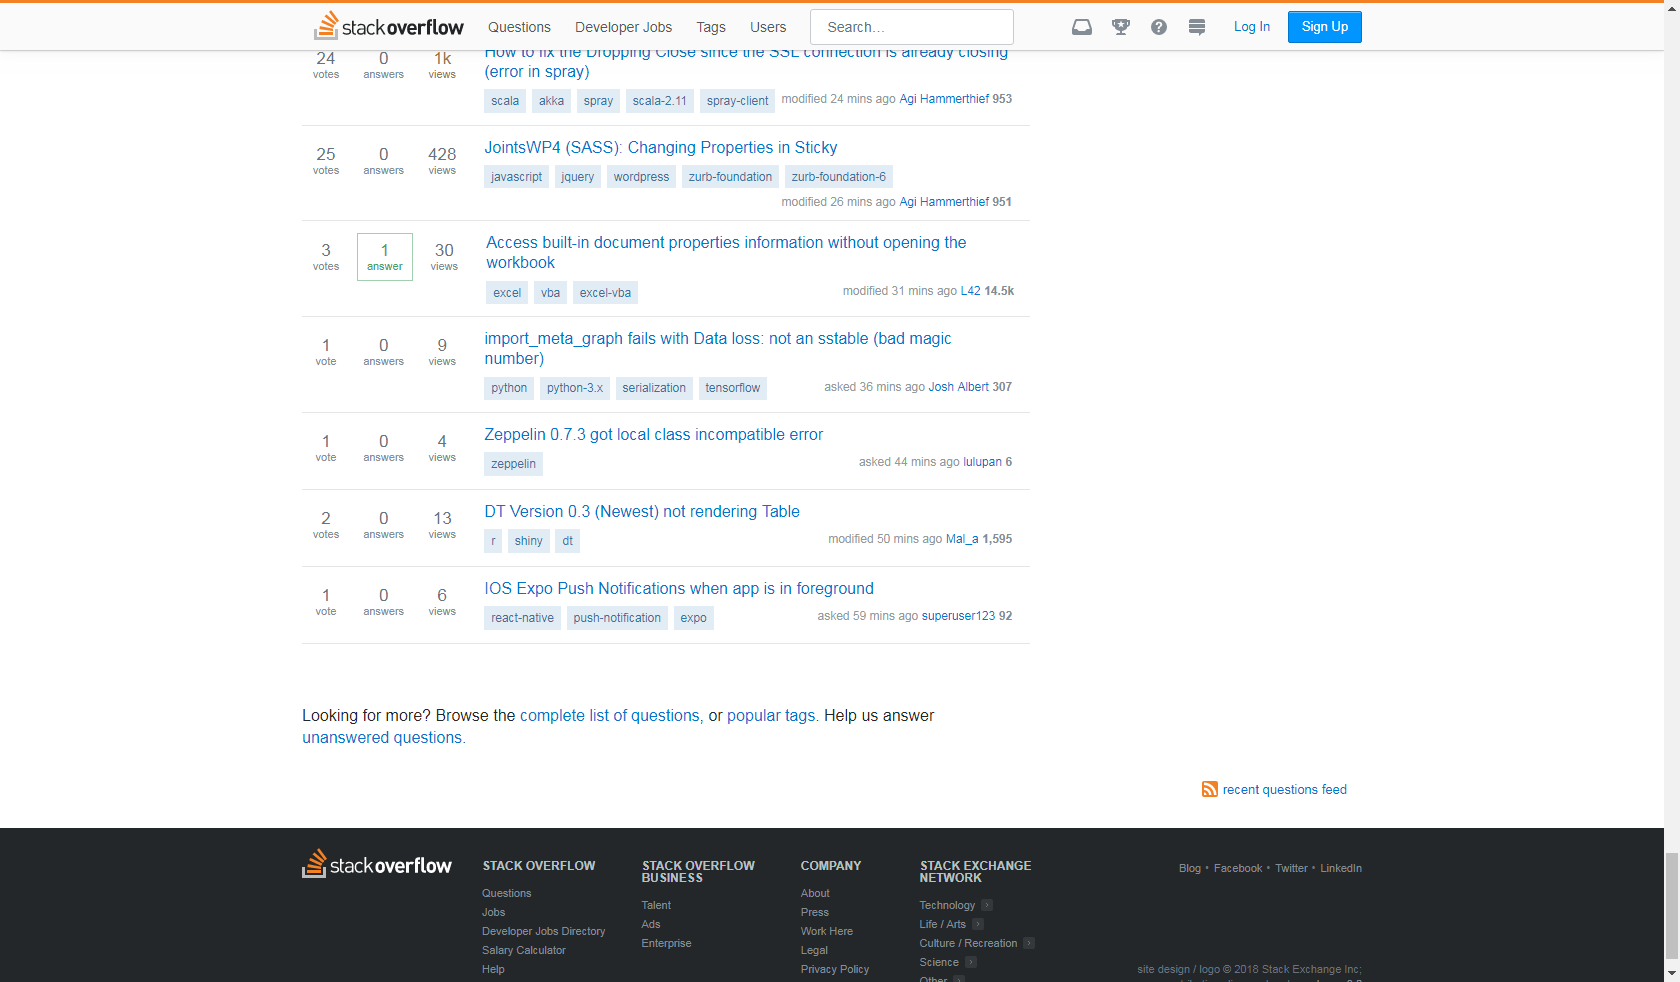 stackoverflow Questions Developer Jobs Tags Users Search... Log In Sign Up
24 votes 0 answers 1k views
How to fix the Dropping Close since the SSL connection is already closing
(error in spray)
scala akka spray scala-2.11 spray-client modified 24 mins ago Agi Hammerthief 953
25 votes 0 answers 428 views
JointsWP4 (SASS): Changing Properties in Sticky
javascript jquery wordpress zurb-foundation zurb-foundation-6
modified 26 mins ago Agi Hammerthief 951
3 votes 1 answer 30 views
Access built-in document properties information without opening the
workbook
excel vba excel-vba modified 31 mins ago L42 14.5k
1 vote 0 answers 9 views
import_meta_graph fails with Data loss: not an sstable (bad magic
number)
python python-3.x serialization tensorflow asked 36 mins ago Josh Albert 307
1 vote 0 answers 4 views
Zeppelin 0.7.3 got local class incompatible error
zeppelin asked 44 mins ago lulupan 6
2 votes 0 answers 13 views
DT Version 0.3 (Newest) not rendering Table
r shiny dt modified 50 mins ago Mal_a 1,595
1 vote 0 answers 6 views
IOS Expo Push Notifications when app is in foreground
react-native push-notification expo asked 59 mins ago superuser123 92
Looking for more? Browse the complete list of questions, or popular tags. Help us answer
unanswered questions.
recent questions feed
stackoverflow
STACK OVERFLOW
Questions
Jobs
Developer Jobs Directory
Salary Calculator
Help
STACK OVERFLOW
BUSINESS
Talent
Ads
Enterprise
COMPANY
About
Press
Work Here
Legal
Privacy Policy
STACK EXCHANGE
NETWORK
Technology
Life / Arts
Culture / Recreation
Science
Other
Blog • Facebook • Twitter • LinkedIn
site design / logo © 2018 Stack Exchange Inc;